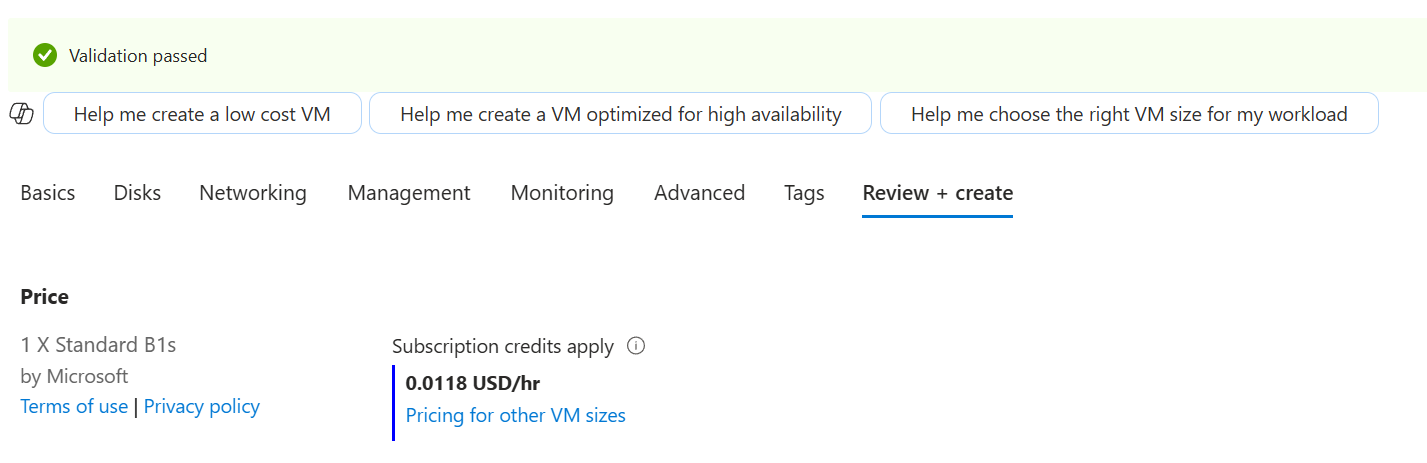 Validation passed
Help me create a low cost VM Help me create a VM optimized for high availability Help me choose the right VM size for my workload
Basics Disks Networking Management Monitoring Advanced Tags Review + create
Price
1 X Standard B1s
by Microsoft
Terms of use | Privacy policy
Subscription credits apply
0.0118 USD/hr
Pricing for other VM sizes